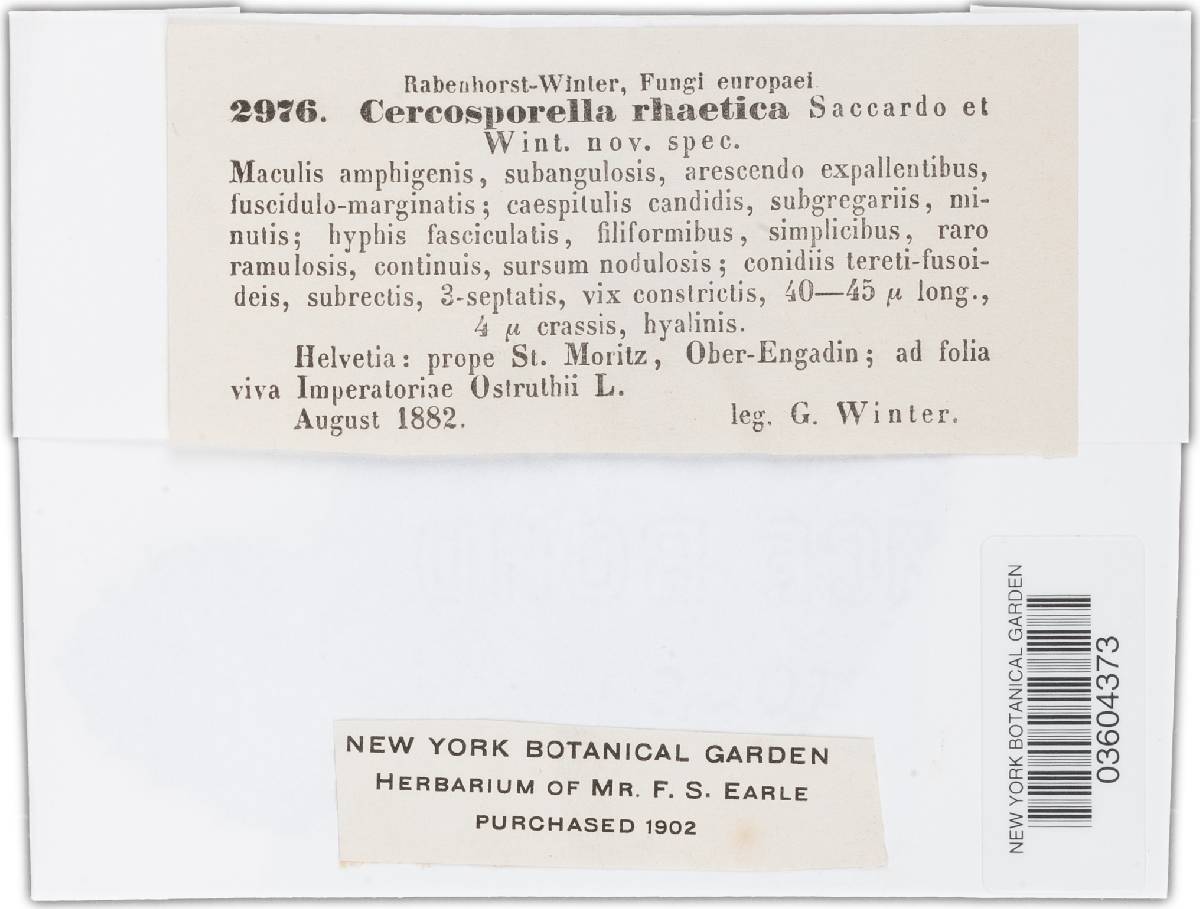 Rabenhorst-Winter, Fungi europaei
2976. Cercosporella rhaetica Saccardo et
Wint. nov. spec.
Maculis amphigenis, subangulosis, arescendo expallentibus,
fuscidulo-marginatis; caespitulis candidis, subgregariis, mi-
nutis; hyphis fasciculatis, filiformibus, simplicibus, raro
ramulosis, continuis, sursum nodulosis; conidiis tereti-fusoi-
deis, subrectis, 3-septatis, vix constrictis, 40—45 µ long.,
4 µ crassis, hyalinis.
Helvetia: prope St. Moritz, Ober-Engadin; ad folia
viva Imperatoriae Ostruthii L.
August 1882. leg. G. Winter.
NEW YORK BOTANICAL GARDEN
03604373
NEW YORK BOTANICAL GARDEN
HERBARIUM OF MR. F. S. EARLE
PURCHASED 1902